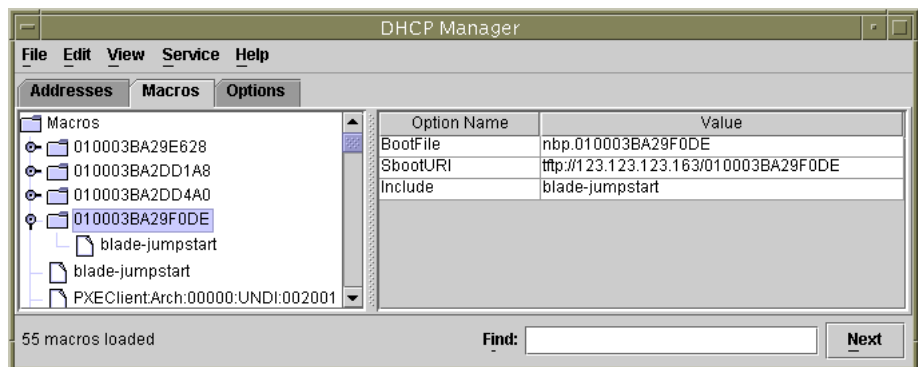 DHCP Manager
File Edit View Service Help
Addresses Macros Options
Macros
010003BA29E628
010003BA2DD1A8
010003BA2DD4A0
010003BA29F0DE
blade-jumpstart
blade-jumpstart
PXEClient:Arch:00000:UNDI:002001
Option Name Value
BootFile nbp.010003BA29F0DE
SbootURI tftp://123.123.123.163/010003BA29F0DE
Include blade-jumpstart
55 macros loaded
Find:
Next